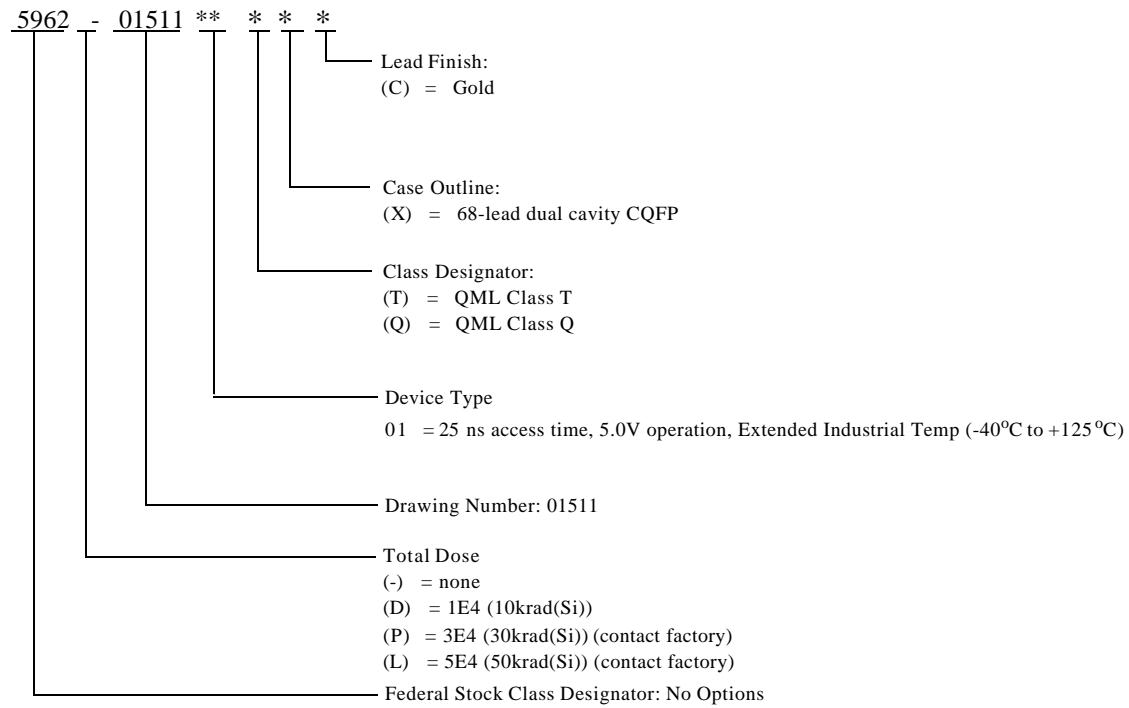 5962 - 01511 ** * * *
Lead Finish:
(C) = Gold
Case Outline:
(X) = 68-lead dual cavity CQFP
Class Designator:
(T) = QML Class T
(Q) = QML Class Q
Device Type
01 = 25 ns access time, 5.0V operation, Extended Industrial Temp (-40°C to +125°C)
Drawing Number: 01511
Total Dose
(-) = none
(D) = 1E4 (10krad(Si))
(P) = 3E4 (30krad(Si)) (contact factory)
(L) = 5E4 (50krad(Si)) (contact factory)
Federal Stock Class Designator: No Options